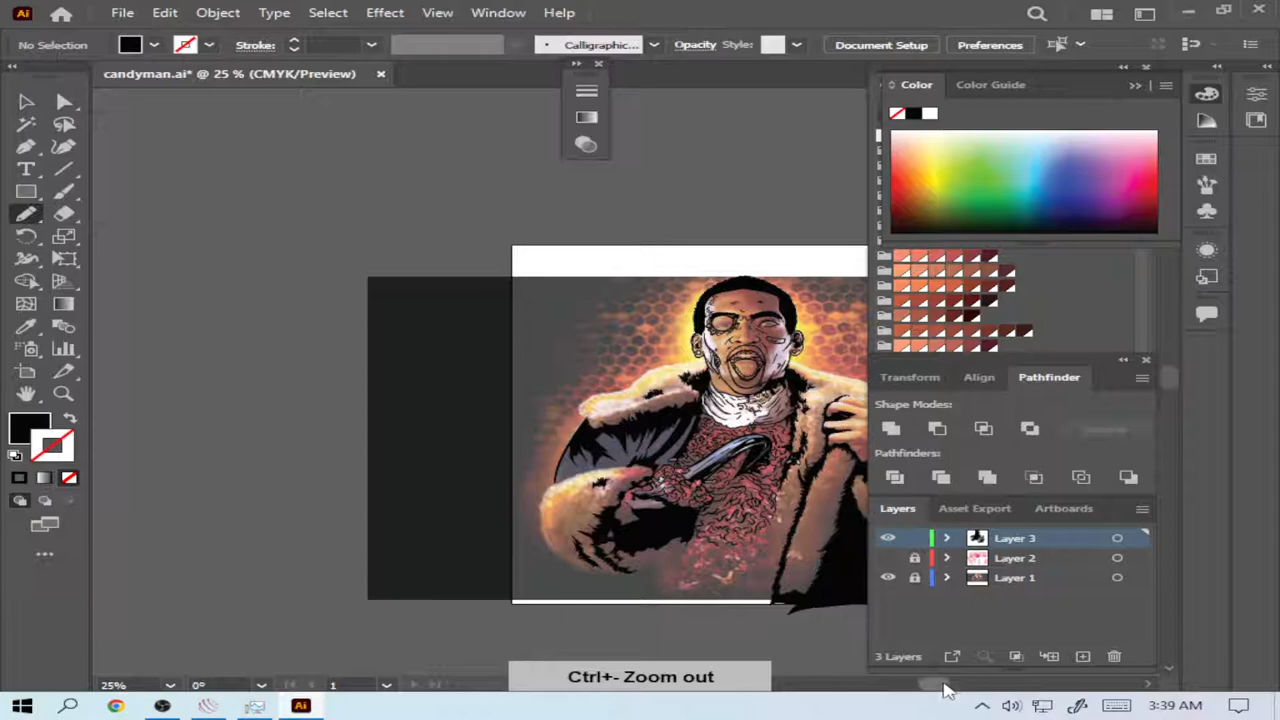 Ai File Edit Object Type Select Effect View Window Help
No Selection Stroke: Calligraphic... Opacity Style: Document Setup Preferences
candyman.ai* @ 25 % (CMYK/Preview)
Color Color Guide
Transform Align Pathfinder
Shape Modes:
Pathfinders:
Layers Asset Export Artboards
Layer 3
Layer 2
Layer 1
3 Layers
Ctrl+- Zoom out
25% 0° 1
Ai 3:39 AM